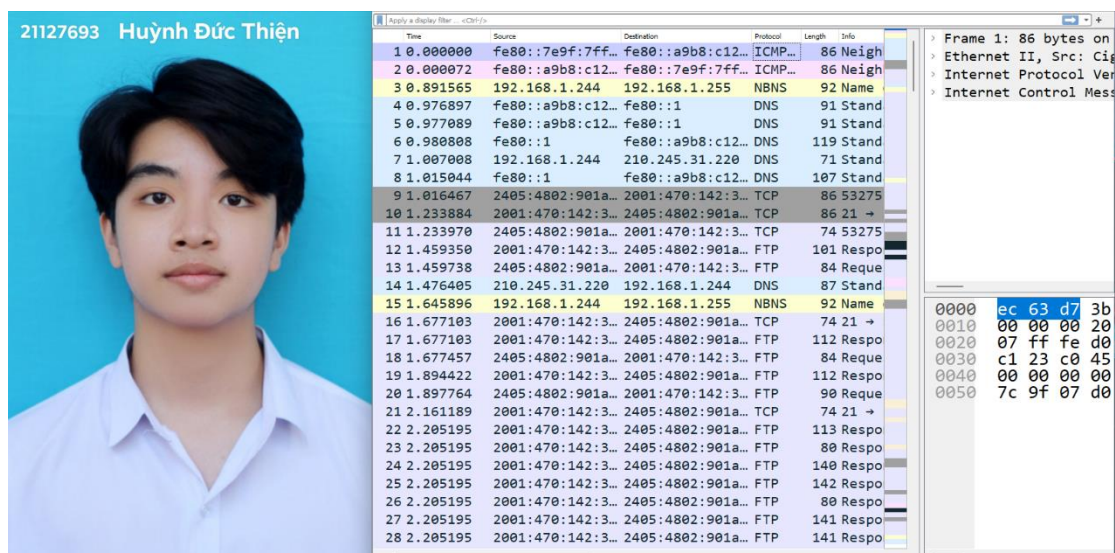 21127693 Huỳnh Đức Thiện
Apply a display filter ... <Ctrl-/>
Time Source Destination Protocol Length Info
1 0.000000 fe80::7e9f:7ff… fe80::a9b8:c12… ICMP… 86 Neigh
2 0.000072 fe80::a9b8:c12… fe80::7e9f:7ff… ICMP… 86 Neigh
3 0.891565 192.168.1.244 192.168.1.255 NBNS 92 Name
4 0.976897 fe80::a9b8:c12… fe80::1 DNS 91 Stand
5 0.977089 fe80::a9b8:c12… fe80::1 DNS 91 Stand
6 0.980808 fe80::1 fe80::a9b8:c12… DNS 119 Stand
7 1.007008 192.168.1.244 210.245.31.220 DNS 71 Stand
8 1.015044 fe80::1 fe80::a9b8:c12… DNS 107 Stand
9 1.016467 2405:4802:901a… 2001:470:142:3… TCP 86 53275
10 1.233884 2001:470:142:3… 2405:4802:901a… TCP 86 21 →
11 1.233970 2405:4802:901a… 2001:470:142:3… TCP 74 53275
12 1.459350 2001:470:142:3… 2405:4802:901a… FTP 101 Respo
13 1.459738 2405:4802:901a… 2001:470:142:3… FTP 84 Reque
14 1.476405 210.245.31.220 192.168.1.244 DNS 87 Stand
15 1.645896 192.168.1.244 192.168.1.255 NBNS 92 Name
16 1.677103 2001:470:142:3… 2405:4802:901a… TCP 74 21 →
17 1.677103 2001:470:142:3… 2405:4802:901a… FTP 112 Respo
18 1.677457 2405:4802:901a… 2001:470:142:3… FTP 84 Reque
19 1.894422 2001:470:142:3… 2405:4802:901a… FTP 112 Respo
20 1.897764 2405:4802:901a… 2001:470:142:3… FTP 90 Reque
21 2.161189 2001:470:142:3… 2405:4802:901a… TCP 74 21 →
22 2.205195 2001:470:142:3… 2405:4802:901a… FTP 113 Respo
23 2.205195 2001:470:142:3… 2405:4802:901a… FTP 80 Respo
24 2.205195 2001:470:142:3… 2405:4802:901a… FTP 140 Respo
25 2.205195 2001:470:142:3… 2405:4802:901a… FTP 142 Respo
26 2.205195 2001:470:142:3… 2405:4802:901a… FTP 80 Respo
27 2.205195 2001:470:142:3… 2405:4802:901a… FTP 141 Respo
28 2.205195 2001:470:142:3… 2405:4802:901a… FTP 141 Respo
Frame 1: 86 bytes on
Ethernet II, Src: Cig
Internet Protocol Ver
Internet Control Mess
0000 ec 63 d7 3b
0010 00 00 00 20
0020 07 ff fe d0
0030 c1 23 c0 45
0040 00 00 00 00
0050 7c 9f 07 d0